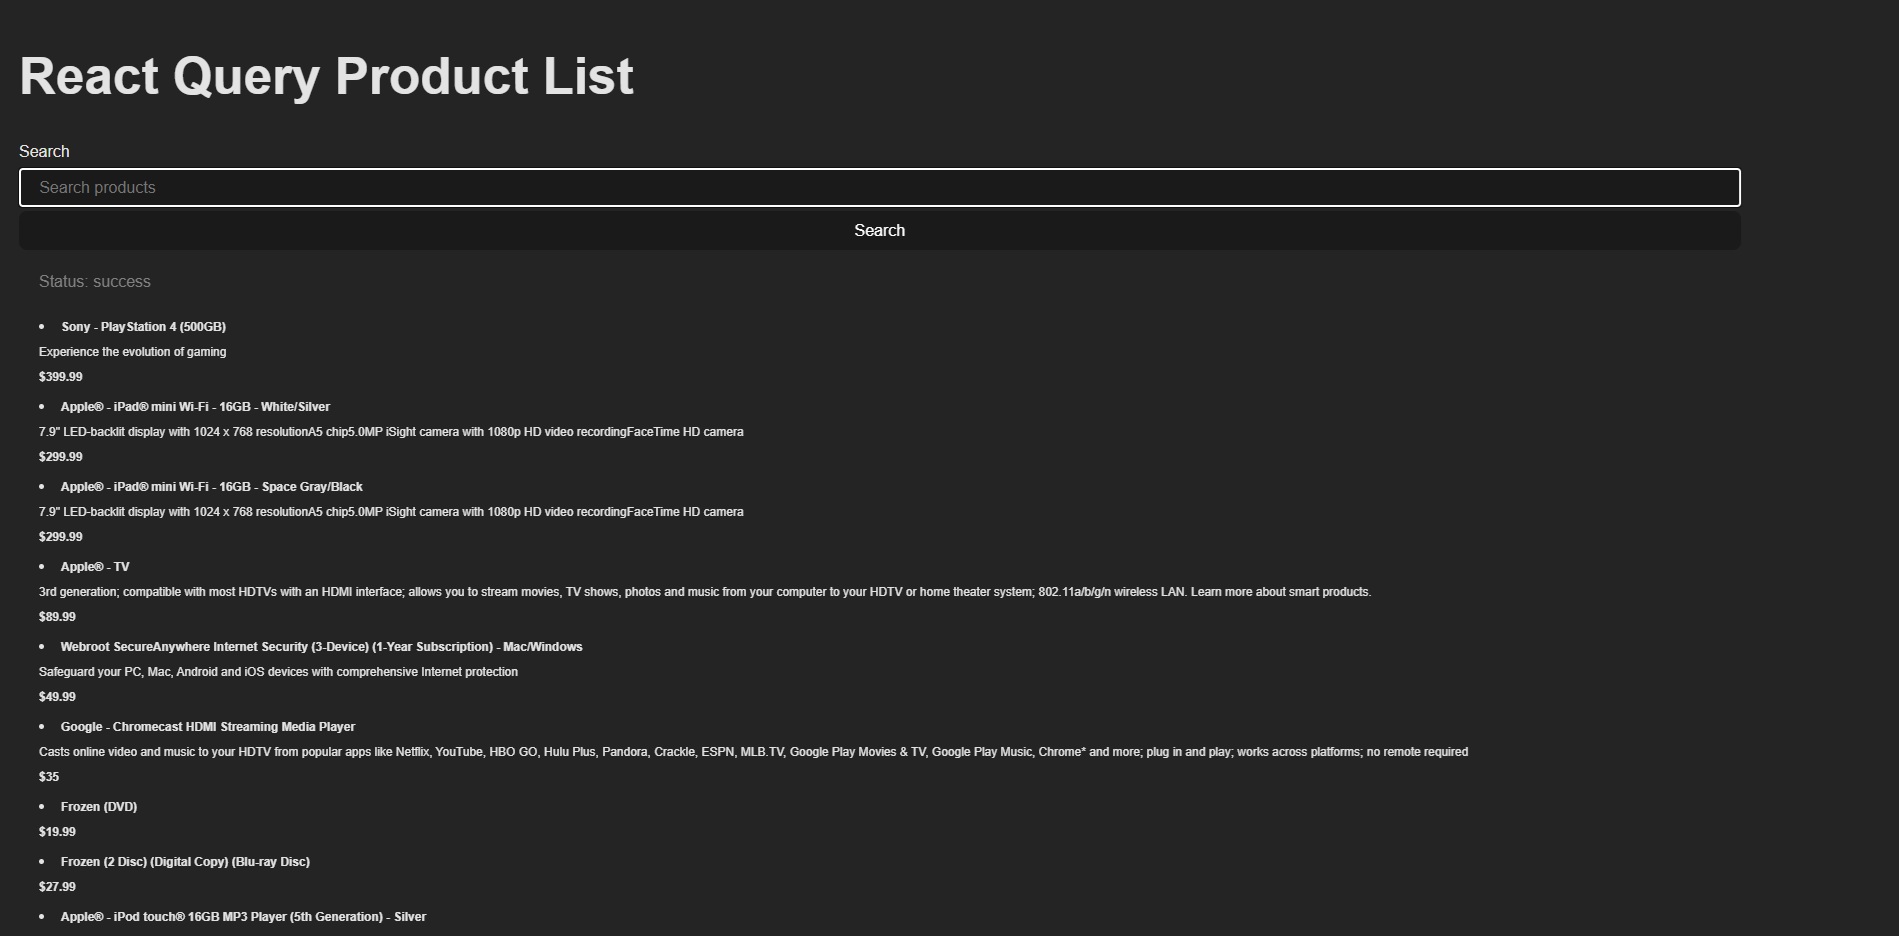 React Query Product List
Search
Search products
Search
Status: success
• Sony - PlayStation 4 (500GB)
Experience the evolution of gaming
$399.99
• Apple® - iPad® mini Wi-Fi - 16GB - White/Silver
7.9" LED-backlit display with 1024 x 768 resolutionA5 chip5.0MP iSight camera with 1080p HD video recordingFaceTime HD camera
$299.99
• Apple® - iPad® mini Wi-Fi - 16GB - Space Gray/Black
7.9" LED-backlit display with 1024 x 768 resolutionA5 chip5.0MP iSight camera with 1080p HD video recordingFaceTime HD camera
$299.99
• Apple® - TV
3rd generation; compatible with most HDTVs with an HDMI interface; allows you to stream movies, TV shows, photos and music from your computer to your HDTV or home theater system; 802.11a/b/g/n wireless LAN. Learn more about smart products.
$89.99
• Webroot SecureAnywhere Internet Security (3-Device) (1-Year Subscription) - Mac/Windows
Safeguard your PC, Mac, Android and iOS devices with comprehensive Internet protection
$49.99
• Google - Chromecast HDMI Streaming Media Player
Casts online video and music to your HDTV from popular apps like Netflix, YouTube, HBO GO, Hulu Plus, Pandora, Crackle, ESPN, MLB.TV, Google Play Movies & TV, Google Play Music, Chrome* and more; plug in and play; works across platforms; no remote required
$35
• Frozen (DVD)
$19.99
• Frozen (2 Disc) (Digital Copy) (Blu-ray Disc)
$27.99
• Apple® - iPod touch® 16GB MP3 Player (5th Generation) - Silver